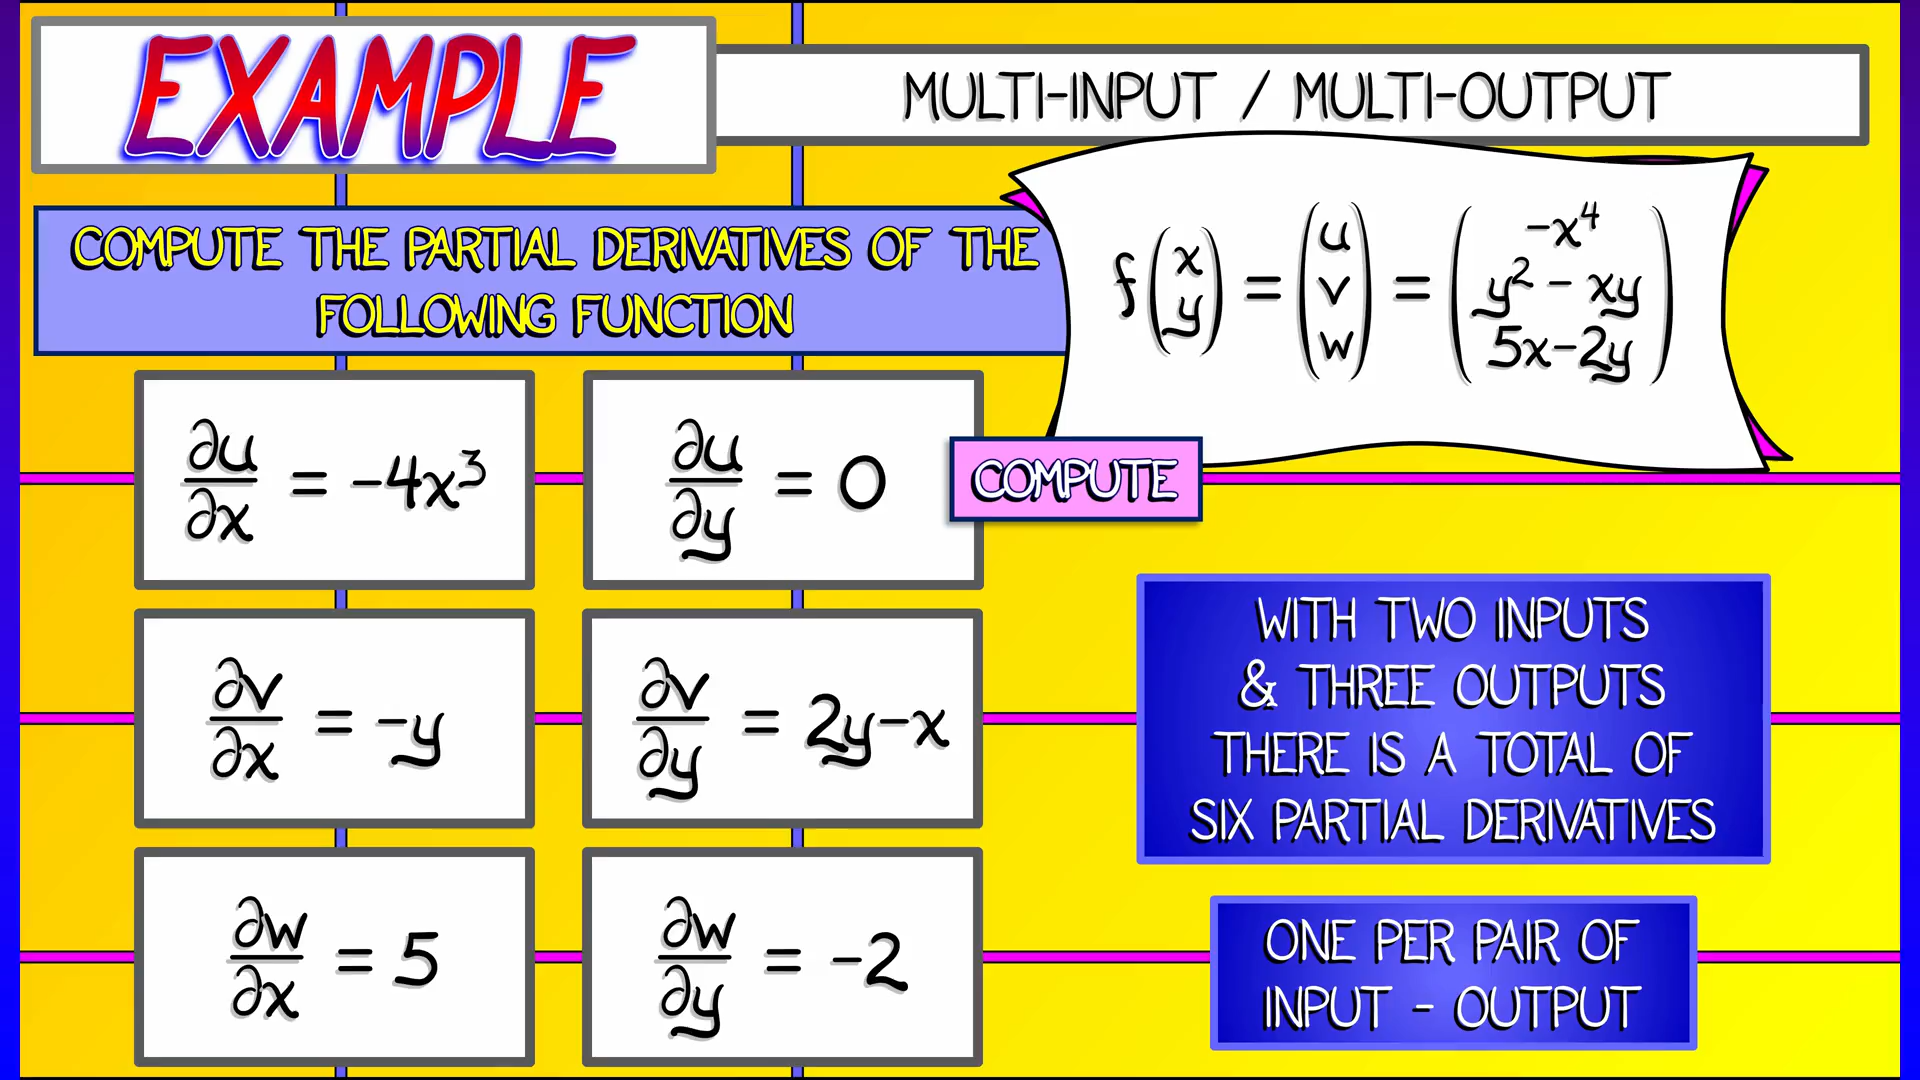 EXAMPLE
MULTI-INPUT / MULTI-OUTPUT
COMPUTE THE PARTIAL DERIVATIVES OF THE
FOLLOWING FUNCTION
f(x y) = (u v w) = (-x⁴ y² - xy 5x-2y)
∂u/∂x = -4x³
∂u/∂y = 0
COMPUTE
∂v/∂x = -y
∂v/∂y = 2y-x
∂w/∂x = 5
∂w/∂y = -2
WITH TWO INPUTS
& THREE OUTPUTS
THERE IS A TOTAL OF
SIX PARTIAL DERIVATIVES
ONE PER PAIR OF
INPUT - OUTPUT